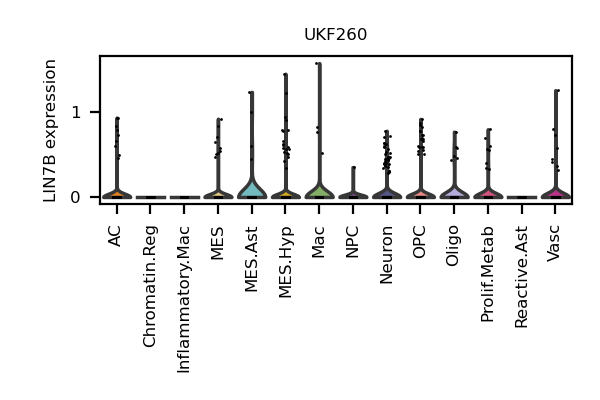 UKF260
LIN7B expression
1
0
AC
Chromatin.Reg
Inflammatory.Mac
MES
MES.Ast
MES.Hyp
Mac
NPC
Neuron
OPC
Oligo
Prolif.Metab
Reactive.Ast
Vasc